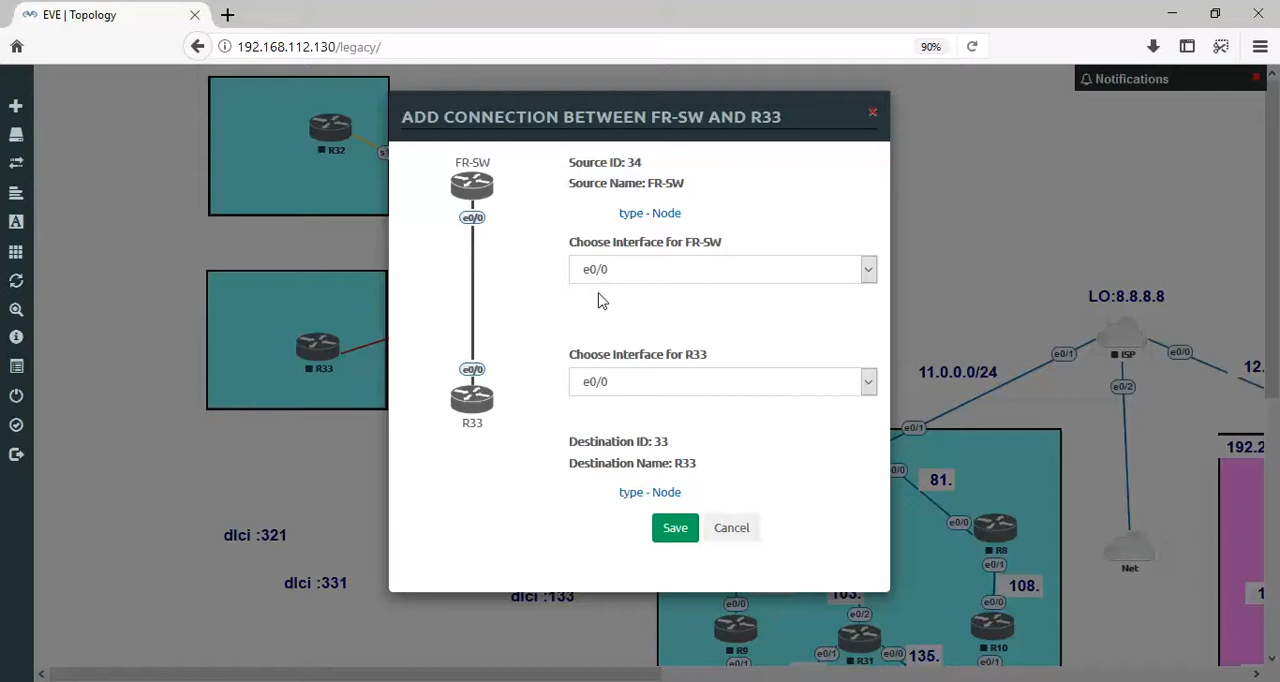 EVE | Topology
192.168.112.130/legacy/
90%
Notifications
ADD CONNECTION BETWEEN FR-SW AND R33
FR-SW
e0/0
e0/0
R33
Source ID: 34
Source Name: FR-SW
type - Node
Choose Interface for FR-SW
e0/0
Choose Interface for R33
e0/0
Destination ID: 33
Destination Name: R33
type - Node
Save
Cancel
R32
R33
dlci :321
dlci :331
dlci :133
LO:8.8.8.8
ISP
e0/1
e0/0
e0/2
11.0.0.0/24
12.
e0/1
81.
e0/0
R8
e0/1
Net
192.2
108.
103.
e0/0
e0/2
e0/0
R9
R31
R10
e0/1
e0/1
e0/0
135.
e0/1
1